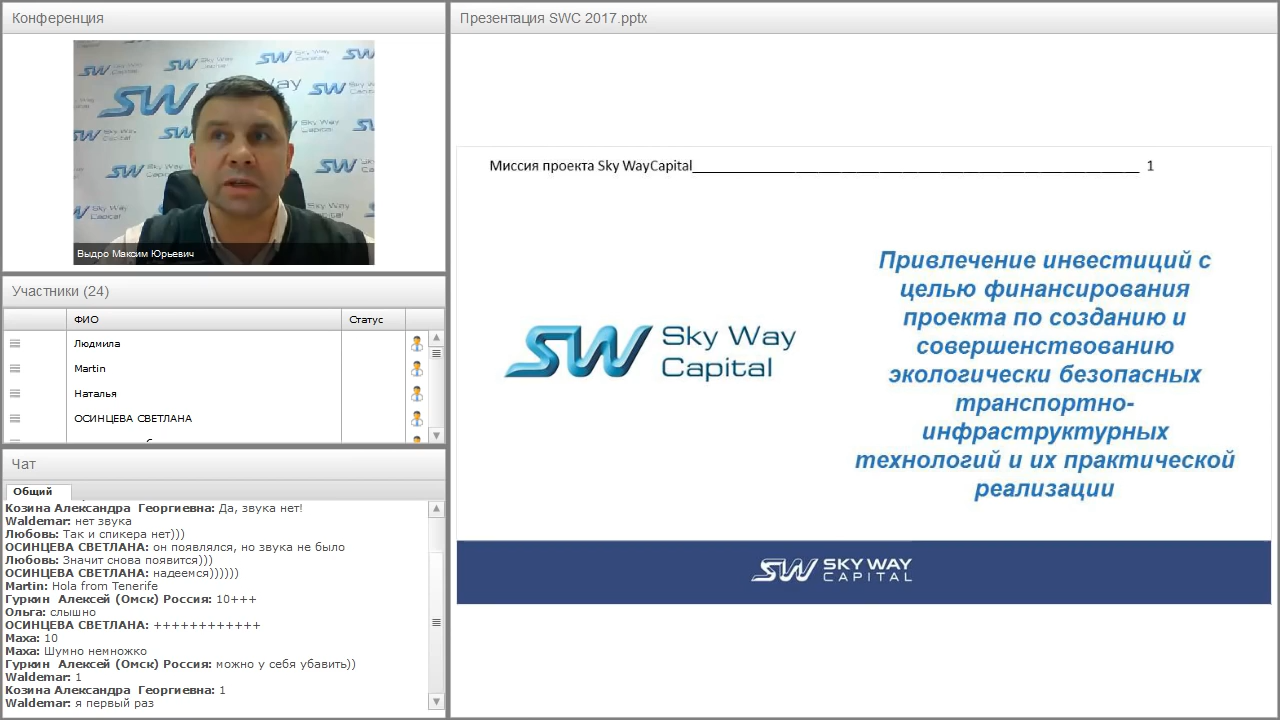 Конференция
Sky Way
Capital
Выдро Максим Юрьевич
Участники (24)
ФИО Статус
Людмила
Martin
Наталья
ОСИНЦЕВА СВЕТЛАНА
Чат
Общий
Козина Александра Георгиевна: Да, звука нет!
Waldemar: нет звука
Любовь: Так и спикера нет)))
ОСИНЦЕВА СВЕТЛАНА: он появлялся, но звука не было
Любовь: Значит снова появится)))
ОСИНЦЕВА СВЕТЛАНА: надеемся))))))
Martin: Hola from Tenerife
Гуркин Алексей (Омск) Россия: 10+++
Ольга: слышно
ОСИНЦЕВА СВЕТЛАНА: ++++++++++++
Маха: 10
Маха: Шумно немножко
Гуркин Алексей (Омск) Россия: можно у себя убавить))
Waldemar: 1
Козина Александра Георгиевна: 1
Waldemar: я первый раз
Презентация SWC 2017.pptx
Миссия проекта Sky WayCapital 1
SW Sky Way
Capital
Привлечение инвестиций с
целью финансирования
проекта по созданию и
совершенствованию
экологически безопасных
транспортно-
инфраструктурных
технологий и их практической
реализации
SW SKY WAY
CAPITAL